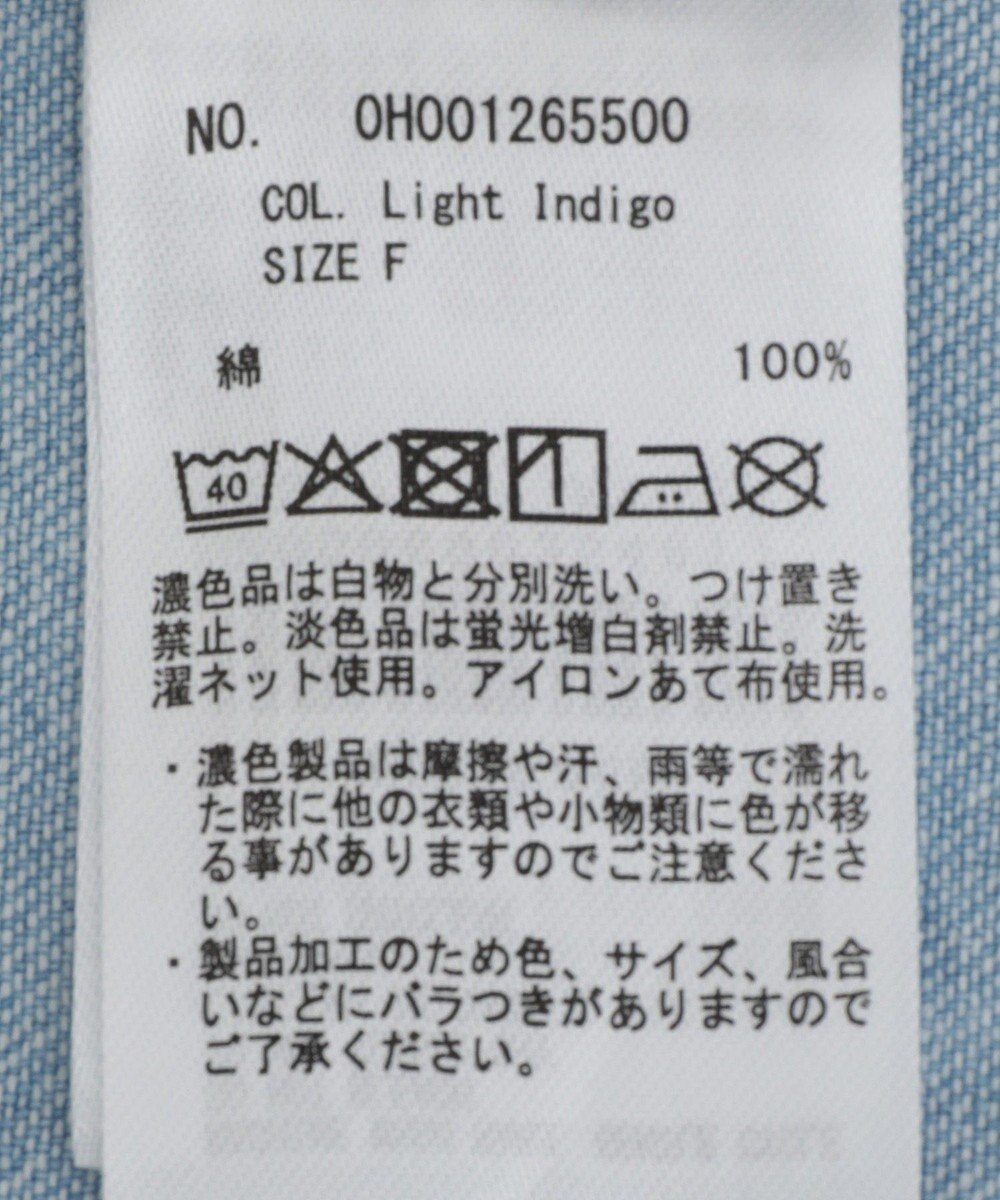 NO. 0H001265500
COL. Light Indigo
SIZE F
綿 100%
40
濃色品は白物と分別洗い。つけ置き
禁止。淡色品は蛍光増白剤禁止。洗
濯ネット使用。アイロンあて布使用。
・濃色製品は摩擦や汗、雨等で濡れ
た際に他の衣類や小物類に色が移
る事がありますのでご注意くださ
い。
・製品加工のため色、サイズ、風合
いなどにバラつきがありますので
ご了承ください。